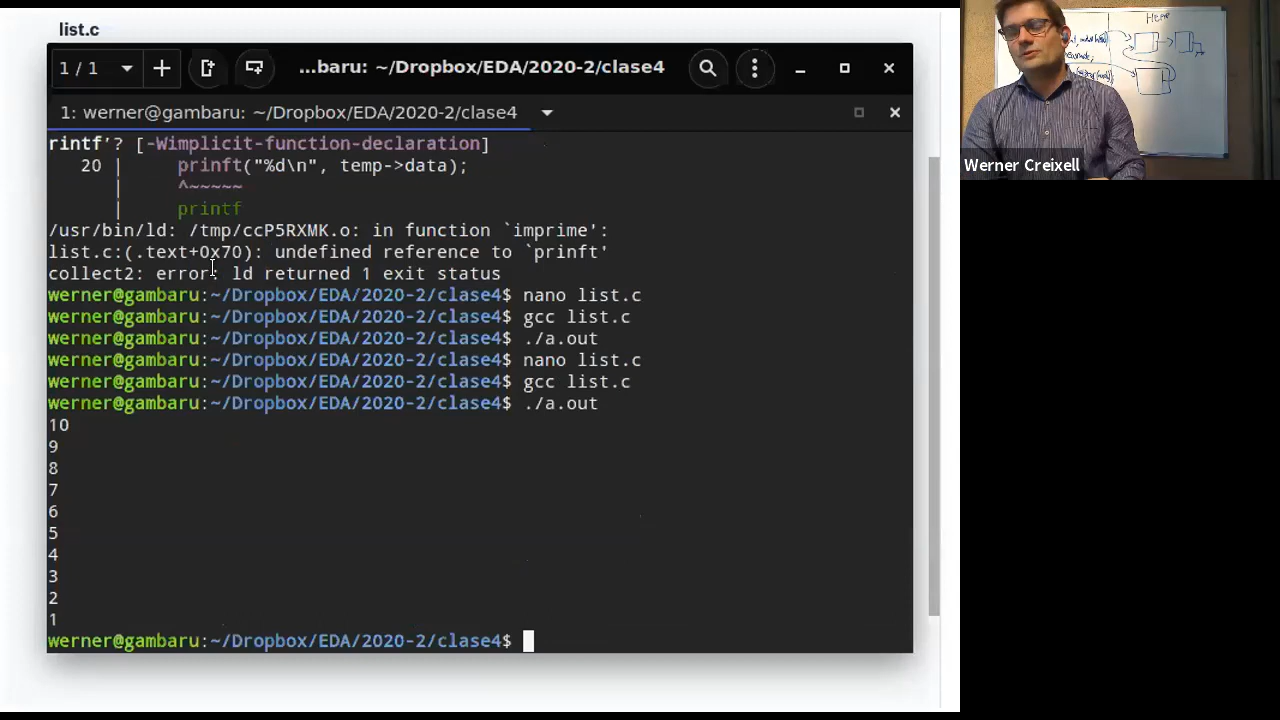 list.c
1 / 1
...baru: ~/Dropbox/EDA/2020-2/clase4
1: werner@gambaru: ~/Dropbox/EDA/2020-2/clase4
rintf’? [-Wimplicit-function-declaration]
20 | prinft("%d\n", temp->data);
| ^~~~~~
| printf
/usr/bin/ld: /tmp/ccP5RXMK.o: in function `imprime':
list.c:(.text+0x70): undefined reference to `prinft'
collect2: error: ld returned 1 exit status
werner@gambaru:~/Dropbox/EDA/2020-2/clase4$ nano list.c
werner@gambaru:~/Dropbox/EDA/2020-2/clase4$ gcc list.c
werner@gambaru:~/Dropbox/EDA/2020-2/clase4$ ./a.out
werner@gambaru:~/Dropbox/EDA/2020-2/clase4$ nano list.c
werner@gambaru:~/Dropbox/EDA/2020-2/clase4$ gcc list.c
werner@gambaru:~/Dropbox/EDA/2020-2/clase4$ ./a.out
10
9
8
7
6
5
4
3
2
1
werner@gambaru:~/Dropbox/EDA/2020-2/clase4$
HEAP
Werner Creixell